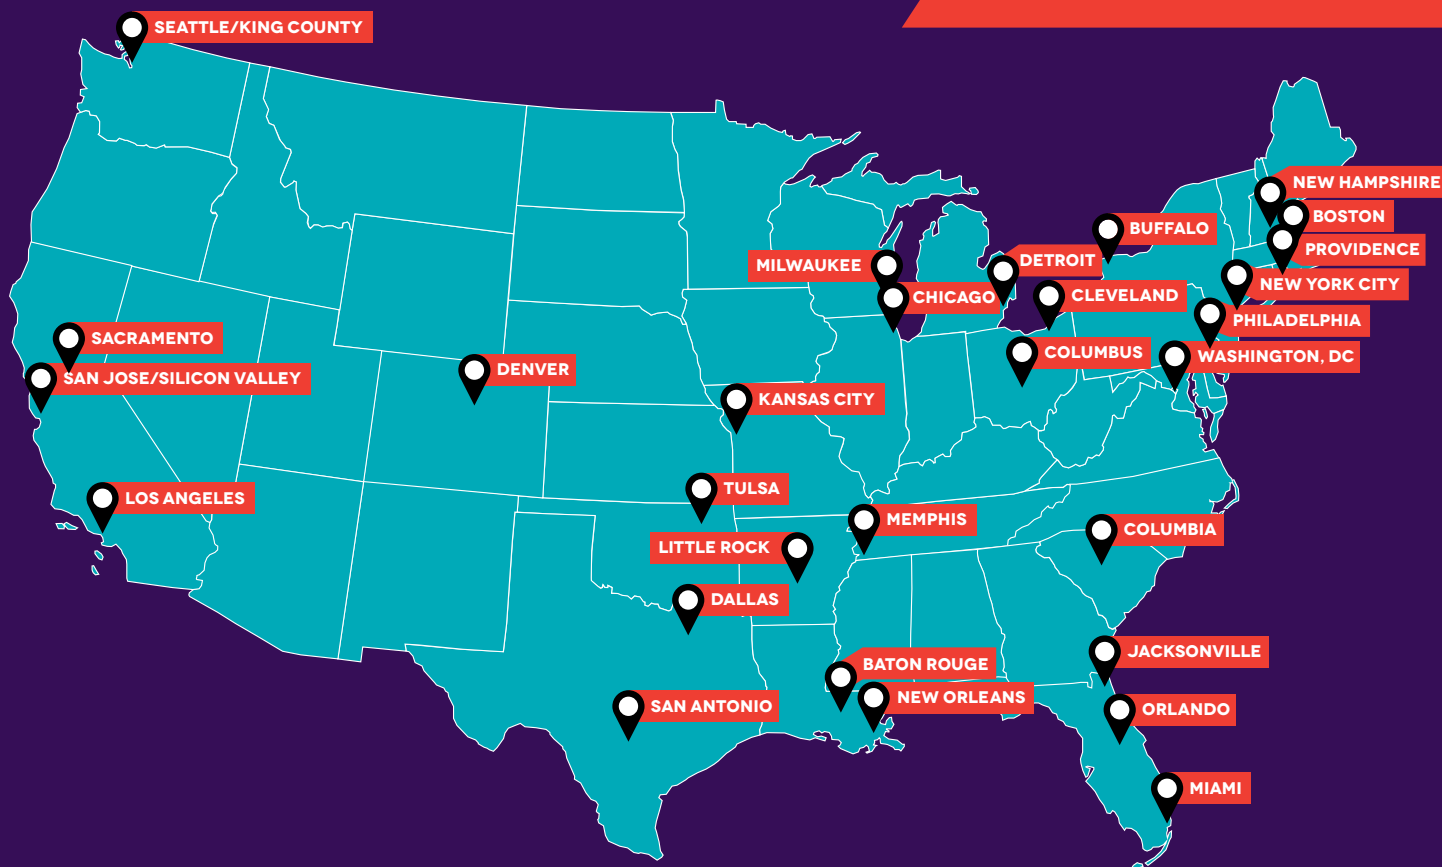 SEATTLE/KING COUNTY
NEW HAMPSHIRE
BOSTON
BUFFALO
PROVIDENCE
DETROIT
MILWAUKEE
NEW YORK CITY
CLEVELAND
CHICAGO
PHILADELPHIA
SACRAMENTO
COLUMBUS
WASHINGTON, DC
DENVER
SAN JOSE/SILICON VALLEY
KANSAS CITY
TULSA
LOS ANGELES
MEMPHIS
COLUMBIA
LITTLE ROCK
DALLAS
JACKSONVILLE
BATON ROUGE
NEW ORLEANS
SAN ANTONIO
ORLANDO
MIAMI